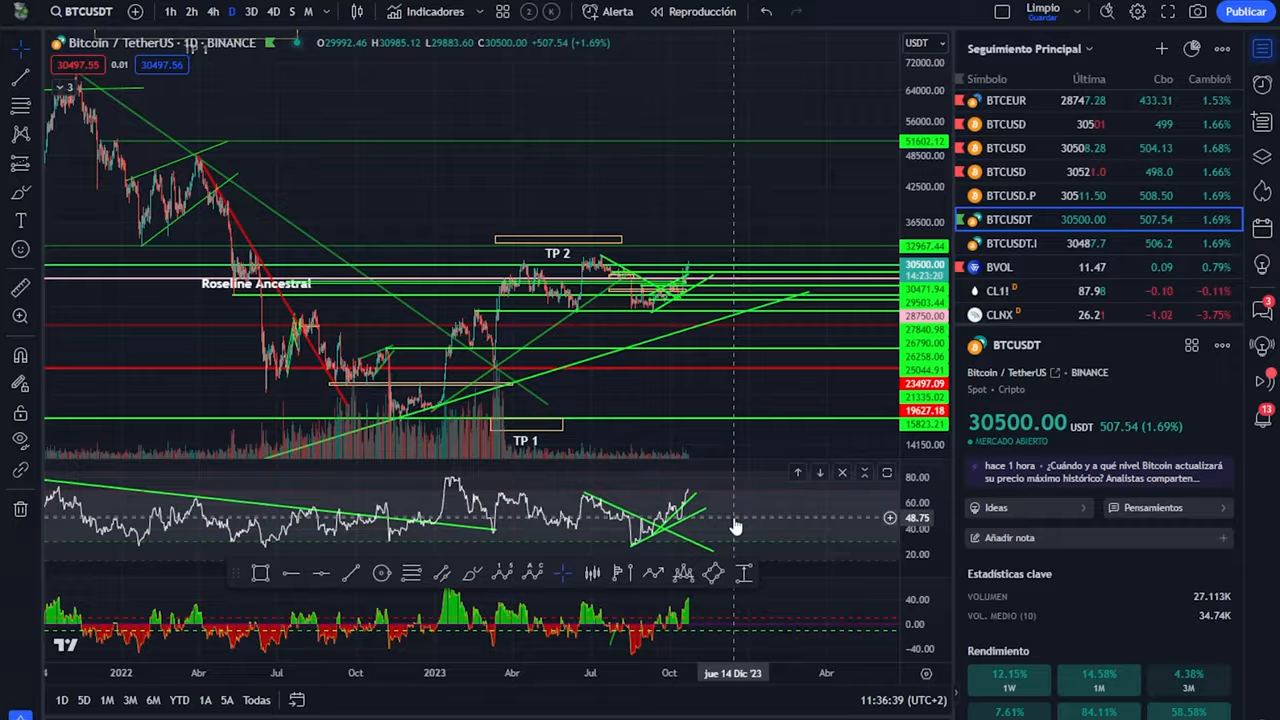 BTCUSDT 1h 2h 4h D 3D 4D S M Indicadores 2 K Alerta Reproducción Limpio Guardar Publicar
Bitcoin / TetherUS · 1D · BINANCE O29992.46 H30985.12 L29883.60 C30500.00 +507.54 (+1.69%)
30497.55 0.01 30497.56
3
USDT
72000.00
64000.00
56000.00
51602.12
48500.00
42500.00
36500.00
32967.44
30500.00
14:23:20
30471.94
29503.44
28750.00
27840.98
26790.00
26258.06
25044.91
23497.09
21335.02
19627.18
15823.21
14150.00
TP 2
Roseline Ancestral
TP 1
80.00
60.00
48.75
40.00
20.00
40.00
0.00
−40.00
2022 Abr Jul Oct 2023 Abr Jul Oct jue 14 Dic '23 Abr
1D 5D 1M 3M 6M YTD 1A 5A Todas 11:36:39 (UTC+2)
Seguimiento Principal
Símbolo Última Cbo Cambio%
BTCEUR 28747.28 433.31 1.53%
BTCUSD 30501 499 1.66%
BTCUSD 30508.28 504.13 1.68%
BTCUSD 30521.0 498.0 1.66%
BTCUSD.P 30511.50 508.50 1.69%
BTCUSDT 30500.00 507.54 1.69%
BTCUSDT.I 30487.7 506.2 1.69%
BVOL 11.47 0.09 0.79%
CL1! D 87.98 −0.10 −0.11%
CLNX D 26.21 −1.02 −3.75%
BTCUSDT
Bitcoin / TetherUS · BINANCE
Spot • Cripto
30500.00 USDT 507.54 (1.69%)
MERCADO ABIERTO
hace 1 hora • ¿Cuándo y a qué nivel Bitcoin actualizará
su precio máximo histórico? Analistas comparten...
Ideas Pensamientos
Añadir nota
Estadísticas clave
VOLUMEN 27.113K
VOL. MEDIO (10) 34.74K
Rendimiento
12.15% 14.58% 4.38%
1W 1M 3M
7.61% 84.11% 58.58%
3
13